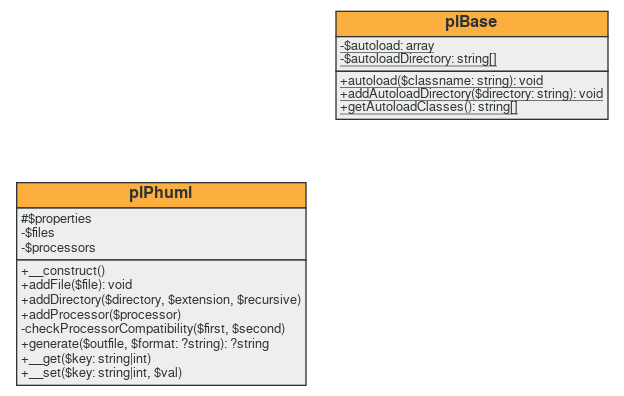 plBase
-$autoload: array
-$autoloadDirectory: string[]
+autoload($classname: string): void
+addAutoloadDirectory($directory: string): void
+getAutoloadClasses(): string[]
plPhuml
#$properties
-$files
-$processors
+__construct()
+addFile($file): void
+addDirectory($directory, $extension, $recursive)
+addProcessor($processor)
-checkProcessorCompatibility($first, $second)
+generate($outfile, $format: ?string): ?string
+__get($key: string|int)
+__set($key: string|int, $val)